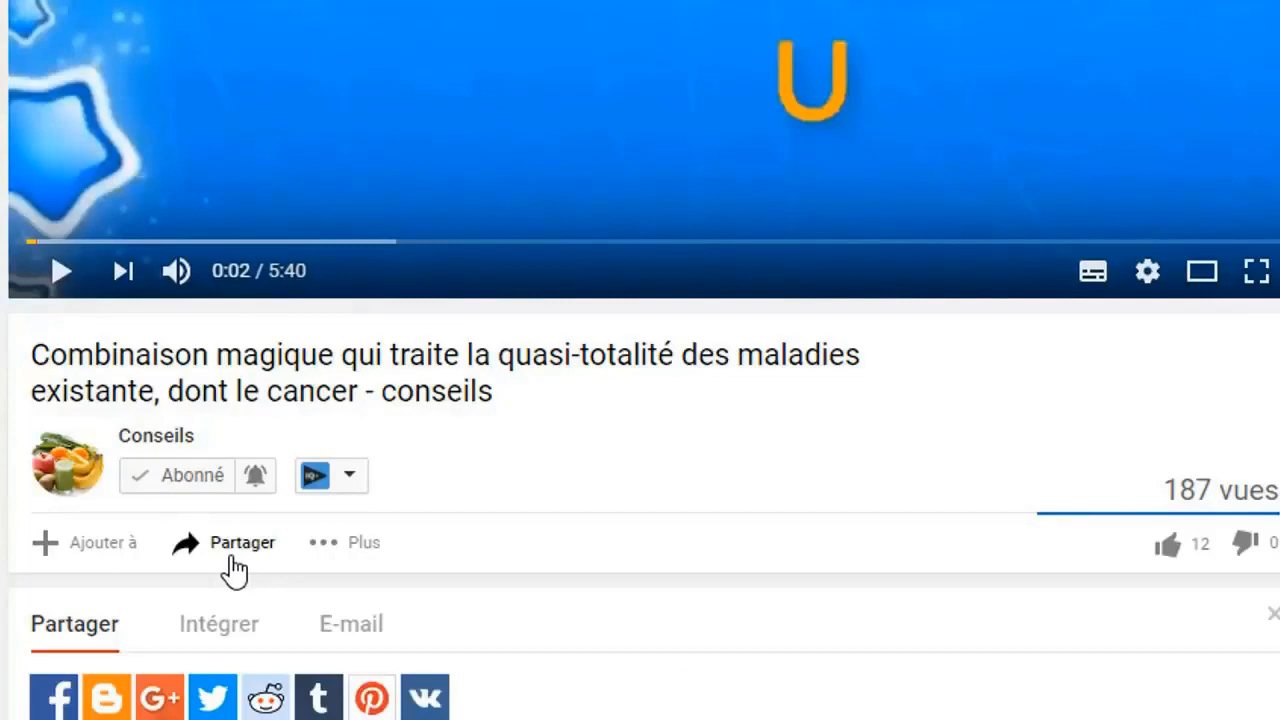 U
0:02 / 5:40
Combinaison magique qui traite la quasi-totalité des maladies
existante, dont le cancer - conseils
Conseils
Abonné
187 vues
Ajouter à Partager Plus 12 0
Partager Intégrer E-mail